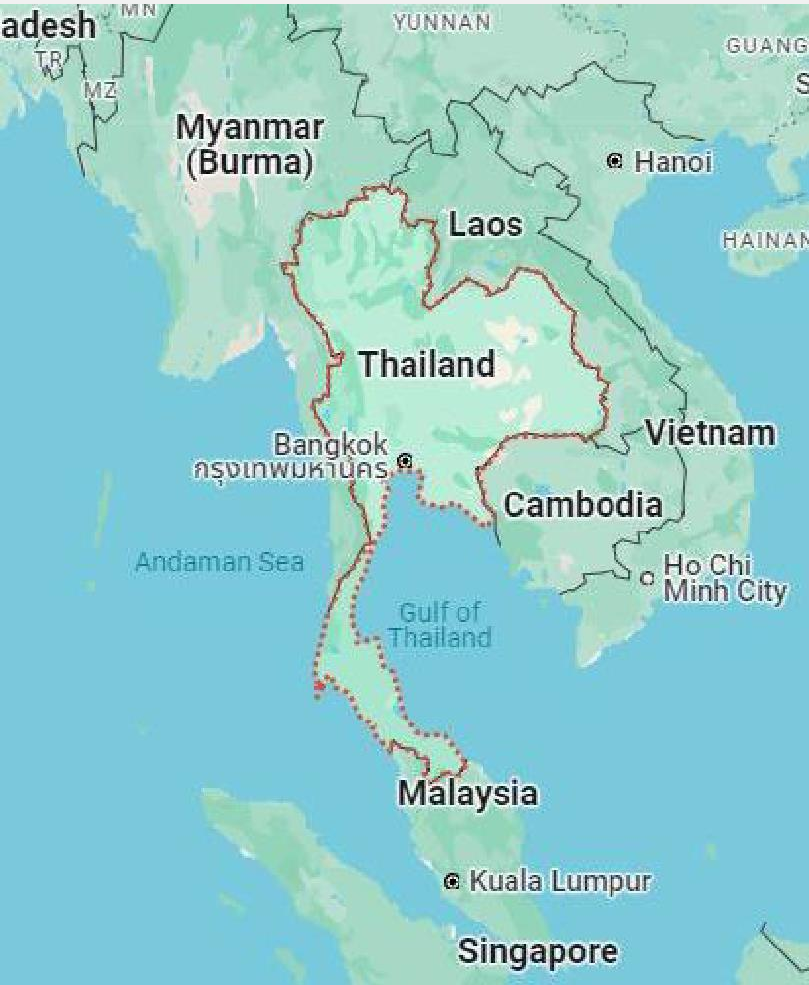 adesh
MN
YUNNAN
GUANG
TR
S
MZ
Myanmar
(Burma)
Hanoi
Laos
HAINAN
Thailand
Vietnam
Bangkok
กรุงเทพมหานคร
Cambodia
Andaman Sea
Ho Chi
Minh City
Gulf of
Thailand
Malaysia
Kuala Lumpur
Singapore